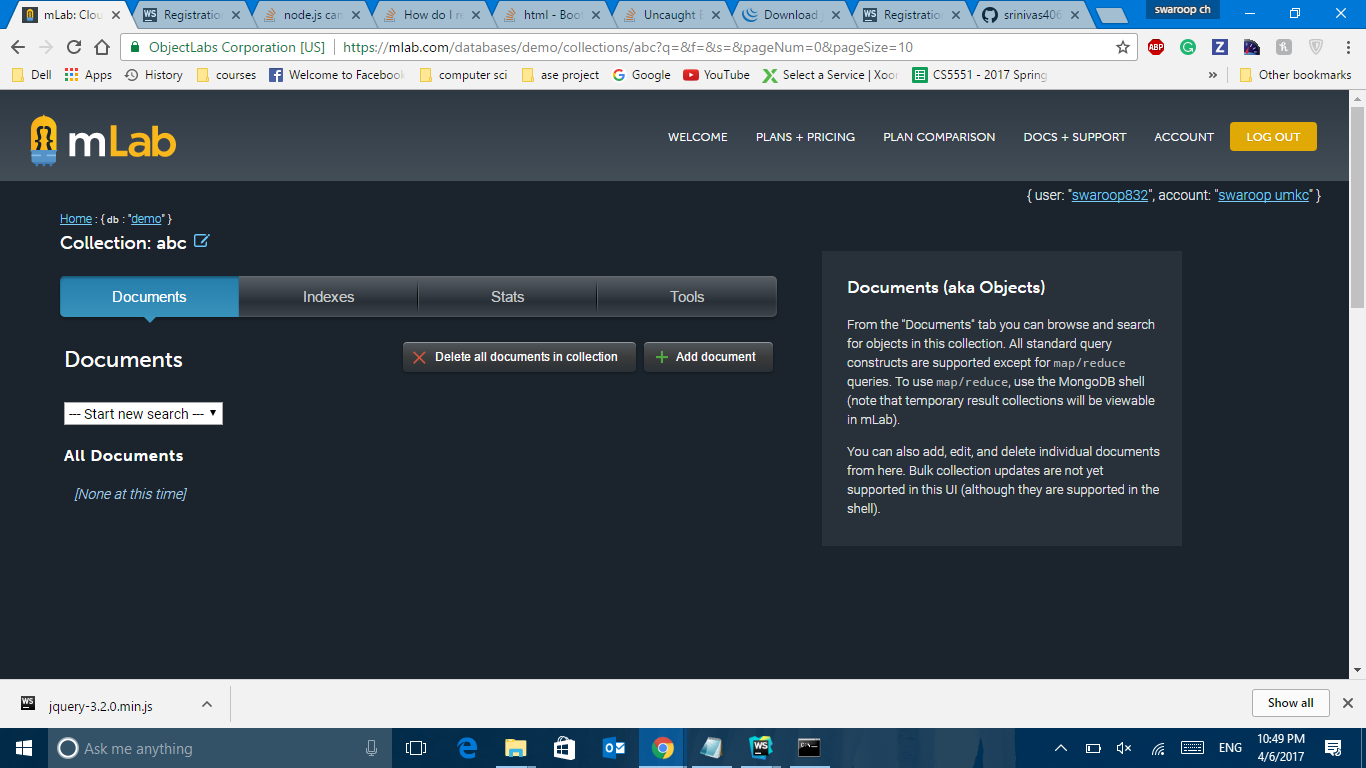 swaroop ch
mLab: Clou
Registratio
node.js can
How do I r
html - Boot
Uncaught
Download j
Registratio
srinivas406
ObjectLabs Corporation [US]
https://mlab.com/databases/demo/collections/abc?q=&f=&s=&pageNum=0&pageSize=10
ABP
Dell
Apps
History
courses
Welcome to Facebook
computer sci
ase project
Google
YouTube
Select a Service | Xoom
CS5551 - 2017 Spring
»
Other bookmarks
mLab
WELCOME
PLANS + PRICING
PLAN COMPARISON
DOCS + SUPPORT
ACCOUNT
LOG OUT
{ user: "swaroop832", account: "swaroop umkc" }
Home : { db : "demo" }
Collection: abc
Documents
Indexes
Stats
Tools
Documents
Delete all documents in collection
Add document
--- Start new search ---
All Documents
[None at this time]
Documents (aka Objects)
From the "Documents" tab you can browse and search
for objects in this collection. All standard query
constructs are supported except for map/reduce
queries. To use map/reduce, use the MongoDB shell
(note that temporary result collections will be viewable
in mLab).
You can also add, edit, and delete individual documents
from here. Bulk collection updates are not yet
supported in this UI (although they are supported in the
shell).
jquery-3.2.0.min.js
Show all
Ask me anything
ENG
10:49 PM
4/6/2017